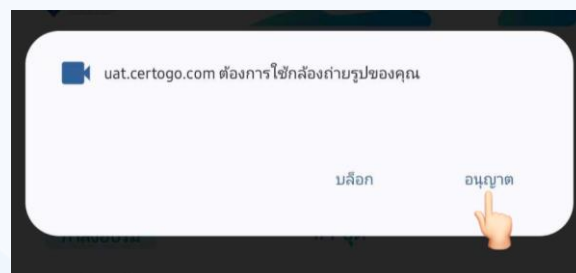 uat.certogo.com ต้องการใช้กล้องถ่ายรูปของคุณ
บล็อก
อนุญาต